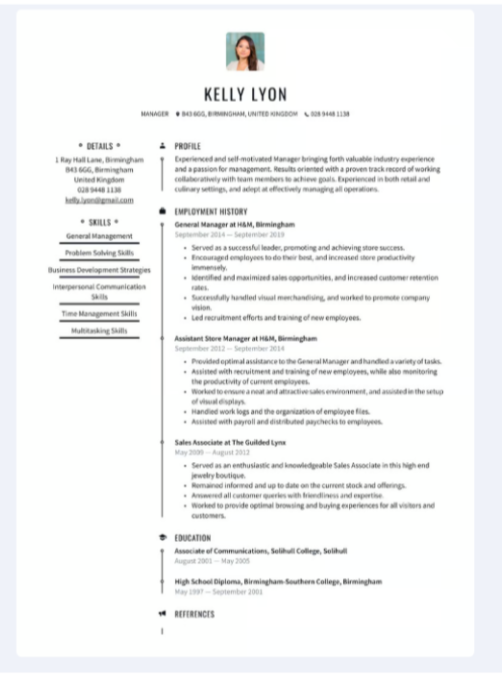 KELLY LYON
MANAGER B43 6GG, BIRMINGHAM, UNITED KINGDOM 028 9448 1138
* DETAILS *
1 Ray Hall Lane, Birmingham
B43 6GG, Birmingham
United Kingdom
028 9448 1138
kelly.lyon@gmail.com
* SKILLS *
General Management
Problem Solving Skills
Business Development Strategies
Interpersonal Communication
Skills
Time Management Skills
Multitasking Skills
PROFILE
Experienced and self-motivated Manager bringing forth valuable industry experience
and a passion for management. Results oriented with a proven track record of working
collaboratively with team members to achieve goals. Experienced in both retail and
culinary settings, and adept at effectively managing all operations.
EMPLOYMENT HISTORY
General Manager at H&M, Birmingham
September 2014 — September 2019
• Served as a successful leader, promoting and achieving store success.
• Encouraged employees to do their best, and increased store productivity
immensely.
• Identified and maximized sales opportunities, and increased customer retention
rates.
• Successfully handled visual merchandising, and worked to promote company
vision.
• Led recruitment efforts and training of new employees.
Assistant Store Manager at H&M, Birmingham
September 2012 — September 2014
• Provided optimal assistance to the General Manager and handled a variety of tasks.
• Assisted with recruitment and training of new employees, while also monitoring
the productivity of current employees.
• Worked to ensure a neat and attractive sales environment, and assisted in the setup
of visual displays.
• Handled work logs and the organization of employee files.
• Assisted with payroll and distributed paychecks to employees.
Sales Associate at The Guilded Lynx
May 2009 — August 2012
• Served as an enthusiastic and knowledgeable Sales Associate in this high end
jewelry boutique.
• Remained informed and up to date on the current stock and offerings.
• Answered all customer queries with friendliness and expertise.
• Worked to provide optimal browsing and buying experiences for all visitors and
customers.
EDUCATION
Associate of Communications, Solihull College, Solihull
August 2001 — May 2005
High School Diploma, Birmingham-Southern College, Birmingham
May 1997 — September 2001
REFERENCES